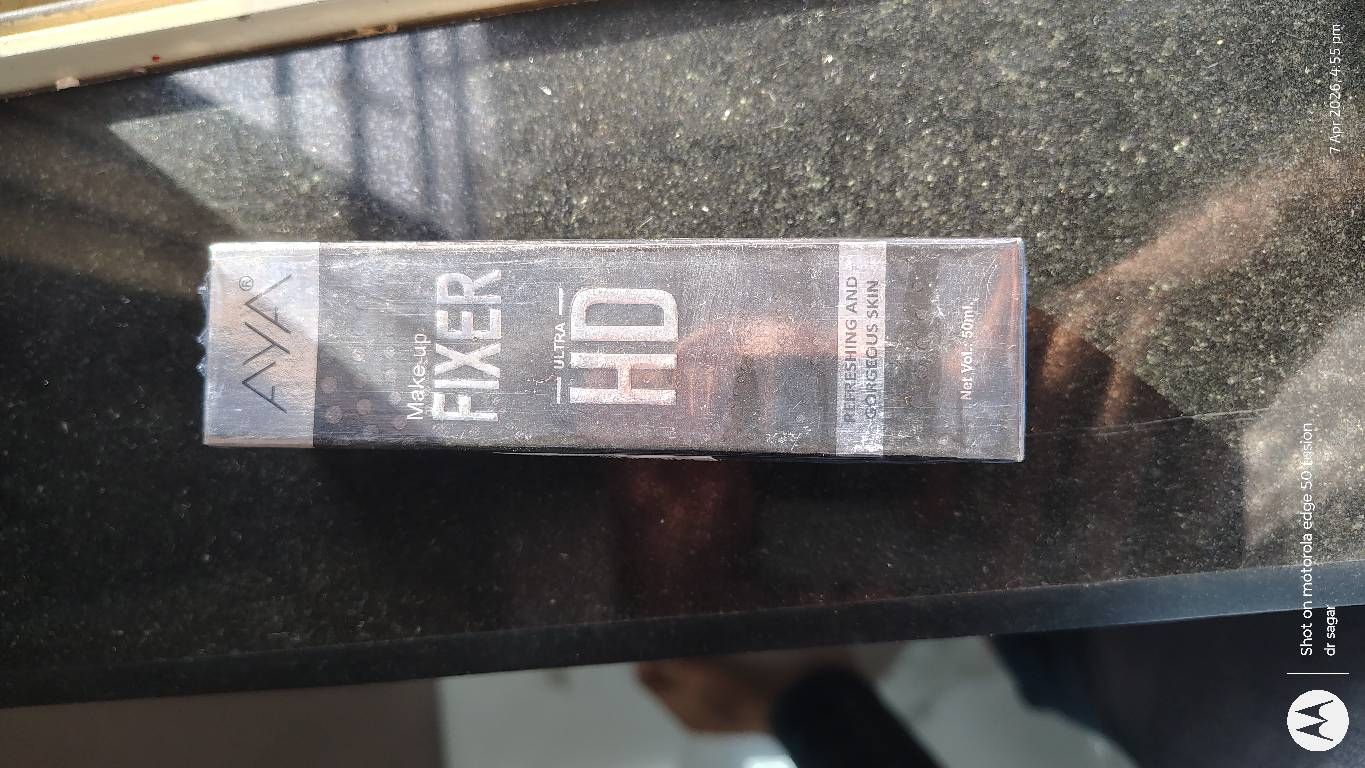 AYA®
Make-up
FIXER
ULTRA
HD
REFRESHING AND
GORGEOUS SKIN
Net Vol.: 50ml.
Shot on motorola edge 50 fusion
dr sagar
7 Apr 2026, 4:55 pm